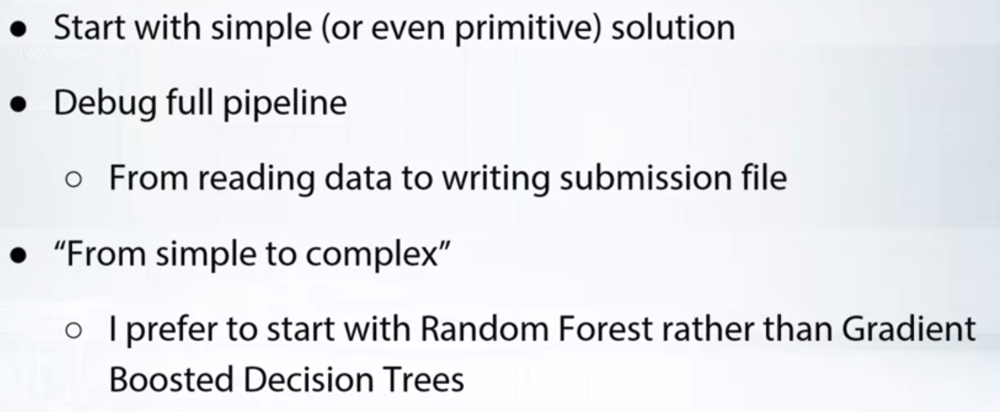 ● Start with simple (or even primitive) solution
● Debug full pipeline
○ From reading data to writing submission file
● “From simple to complex”
○ I prefer to start with Random Forest rather than Gradient
Boosted Decision Trees